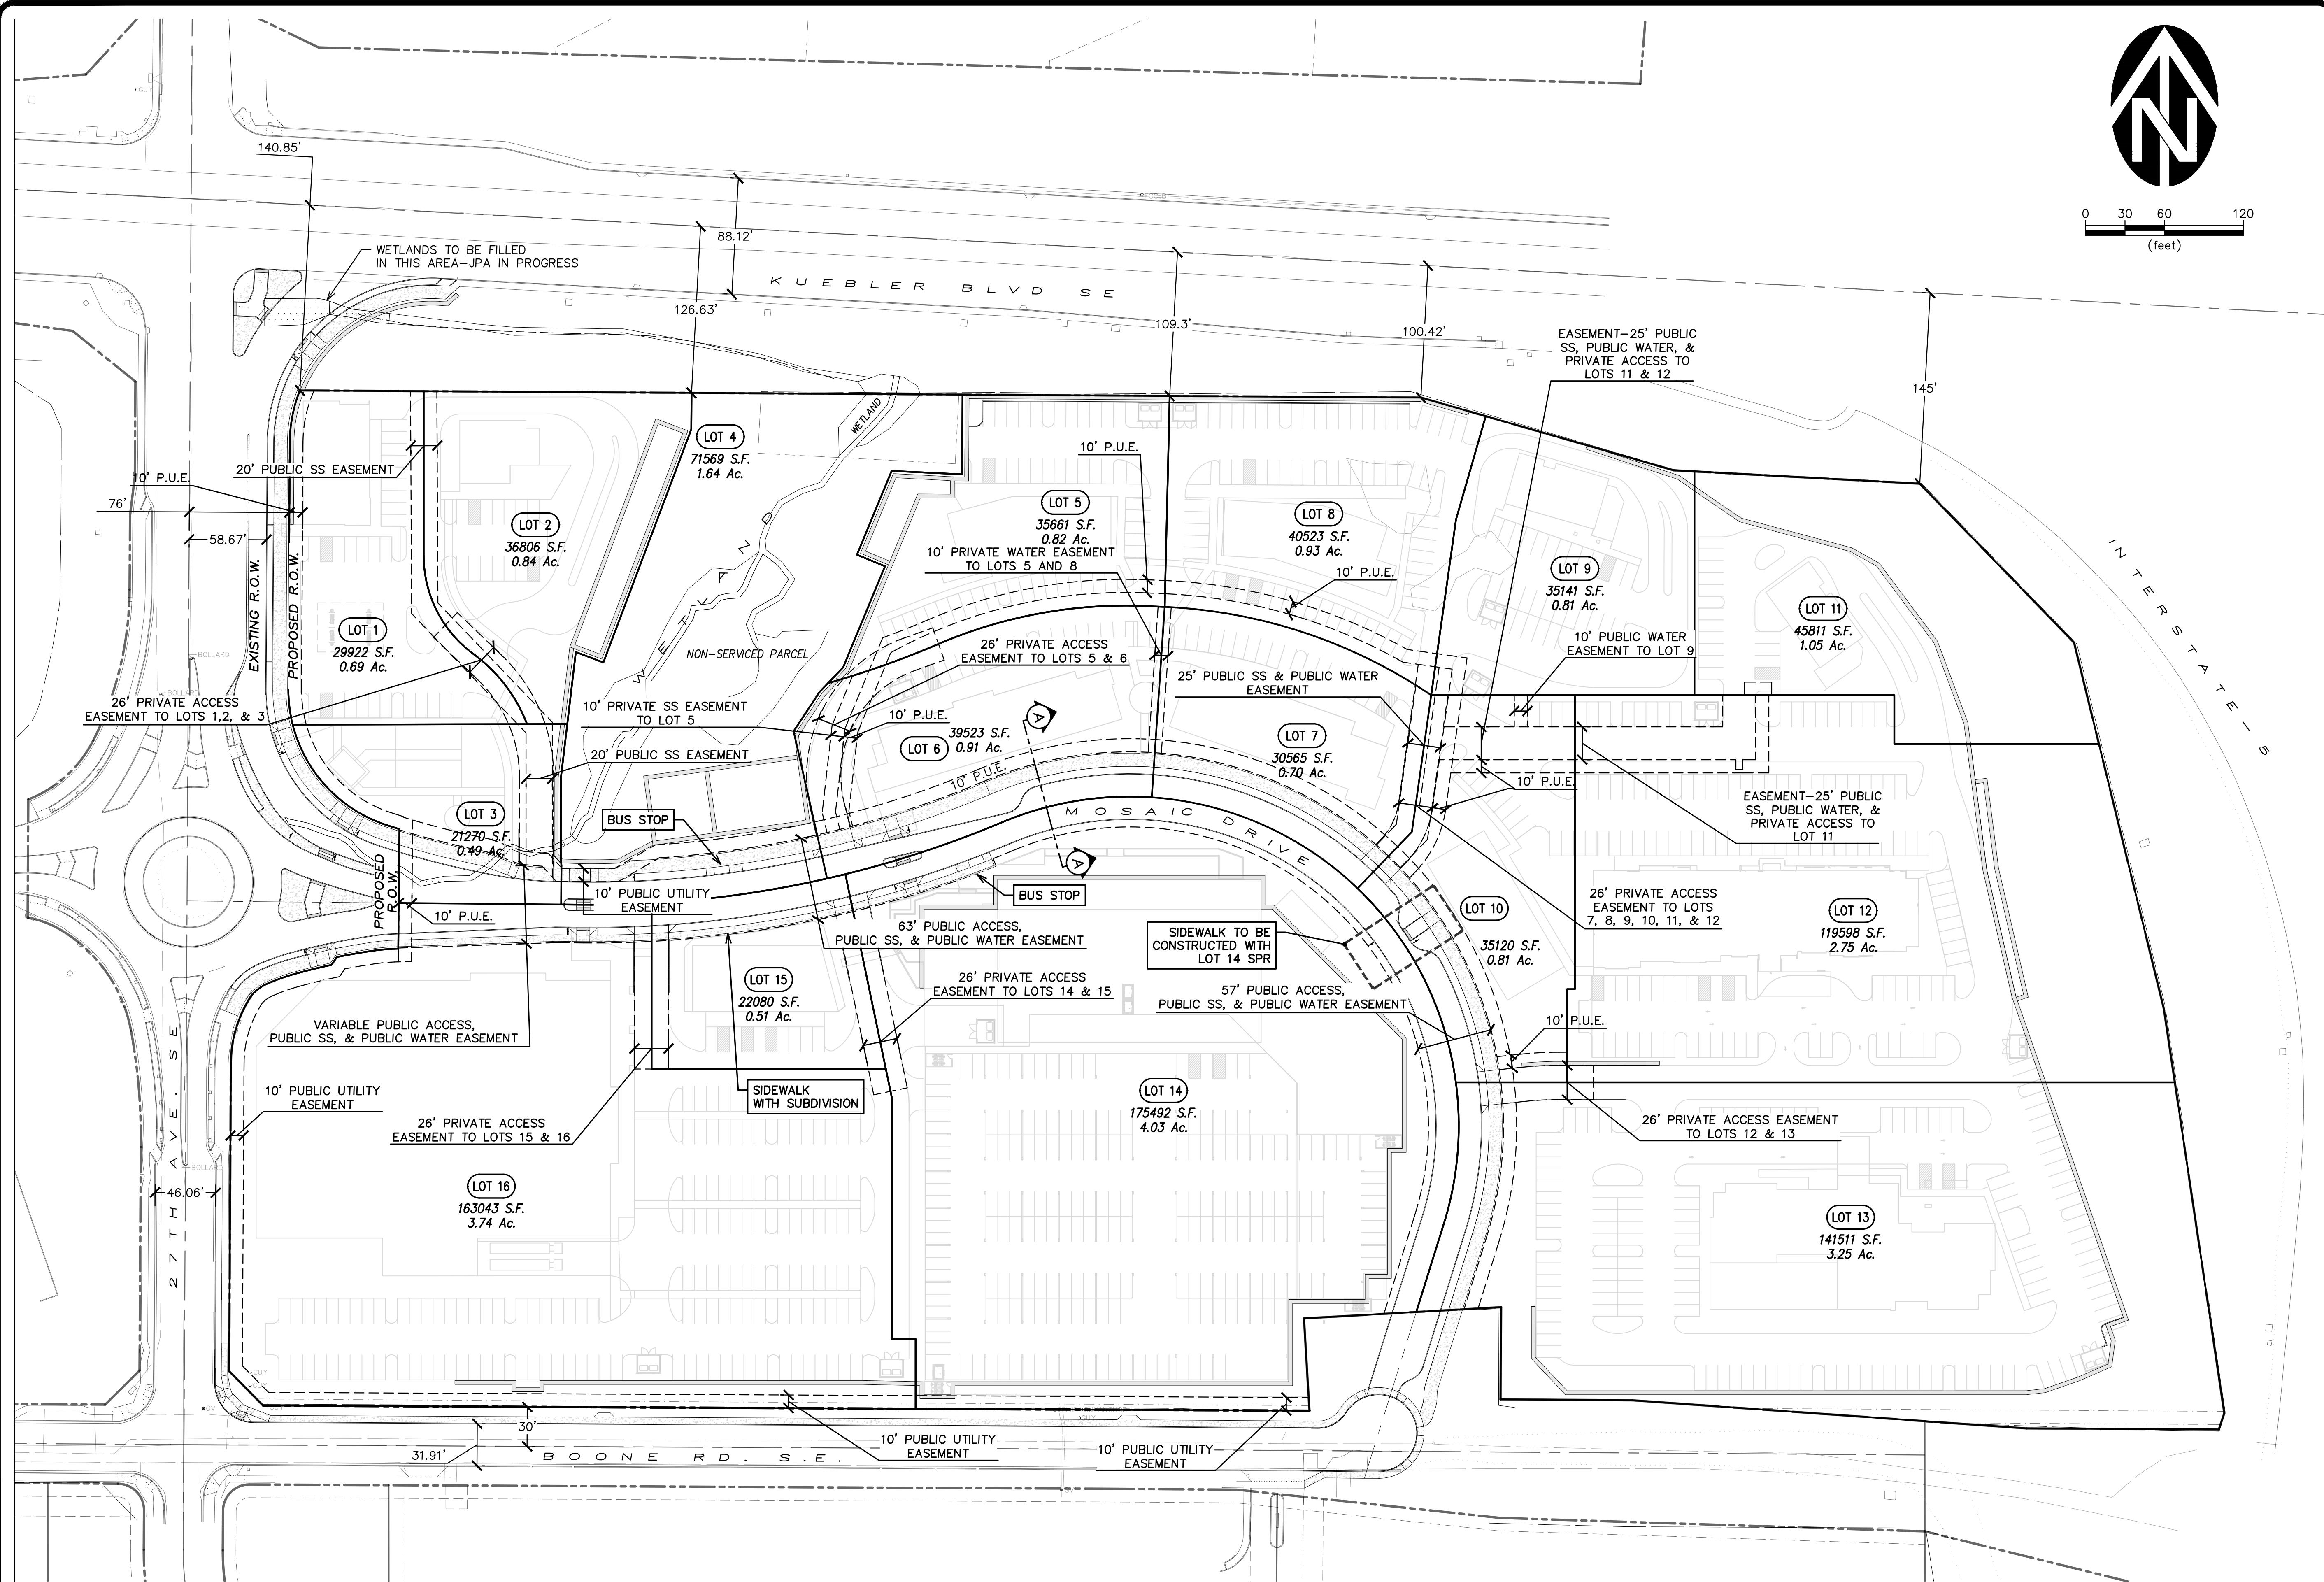 GUY
140.85'
88.12'
0 30 60 120
(feet)
WETLANDS TO BE FILLED
IN THIS AREA-JPA IN PROGRESS
KUEBLER BLVD SE
126.63'
109.3'
100.42'
145'
EASEMENT-25' PUBLIC
SS, PUBLIC WATER, &
PRIVATE ACCESS TO
LOTS 11 & 12
WETLAND
LOT 4
71569 S.F.
1.64 Ac.
20' PUBLIC SS EASEMENT
10' P.U.E.
76'
58.67'
10' P.U.E.
LOT 2
36806 S.F.
0.84 Ac.
LOT 5
35661 S.F.
0.82 Ac.
10' PRIVATE WATER EASEMENT
TO LOTS 5 AND 8
LOT 8
40523 S.F.
0.93 Ac.
10' P.U.E.
LOT 9
35141 S.F.
0.81 Ac.
LOT 11
45811 S.F.
1.05 Ac.
INTERSTATE-5
EXISTING R.O.W.
PROPOSED R.O.W.
LOT 1
29922 S.F.
0.69 Ac.
BOLLARD
BOLLARD
WETLAND
NON-SERVICED PARCEL
26' PRIVATE ACCESS
EASEMENT TO LOTS 5 & 6
10' PUBLIC WATER
EASEMENT TO LOT 9
25' PUBLIC SS & PUBLIC WATER
EASEMENT
26' PRIVATE ACCESS
EASEMENT TO LOTS 1,2, & 3
10' PRIVATE SS EASEMENT
TO LOT 5
10' P.U.E.
LOT 6
39523 S.F.
0.91 Ac.
A
LOT 7
30565 S.F.
0.70 Ac.
20' PUBLIC SS EASEMENT
10' P.U.E.
10' P.U.E.
EASEMENT-25' PUBLIC
SS, PUBLIC WATER, &
PRIVATE ACCESS TO
LOT 11
LOT 3
21270 S.F.
0.49 Ac.
BUS STOP
MOSAIC DRIVE
A
PROPOSED
R.O.W.
10' P.U.E.
10' PUBLIC UTILITY
EASEMENT
BUS STOP
63' PUBLIC ACCESS,
PUBLIC SS, & PUBLIC WATER EASEMENT
26' PRIVATE ACCESS
EASEMENT TO LOTS
7, 8, 9, 10, 11, & 12
LOT 10
35120 S.F.
0.81 Ac.
LOT 12
119598 S.F.
2.75 Ac.
SIDEWALK TO BE
CONSTRUCTED WITH
LOT 14 SPR
LOT 15
22080 S.F.
0.51 Ac.
26' PRIVATE ACCESS
EASEMENT TO LOTS 14 & 15
57' PUBLIC ACCESS,
PUBLIC SS, & PUBLIC WATER EASEMENT
VARIABLE PUBLIC ACCESS,
PUBLIC SS, & PUBLIC WATER EASEMENT
10' P.U.E.
SIDEWALK
WITH SUBDIVISION
10' PUBLIC UTILITY
EASEMENT
26' PRIVATE ACCESS
EASEMENT TO LOTS 15 & 16
LOT 14
175492 S.F.
4.03 Ac.
26' PRIVATE ACCESS EASEMENT
TO LOTS 12 & 13
27TH AVE. SE
BOLLARD
46.06'
LOT 16
163043 S.F.
3.74 Ac.
LOT 13
141511 S.F.
3.25 Ac.
GUY
GUY
GUY
GUY
30'
31.91'
BOONE RD. S.E.
10' PUBLIC UTILITY
EASEMENT
10' PUBLIC UTILITY
EASEMENT
N